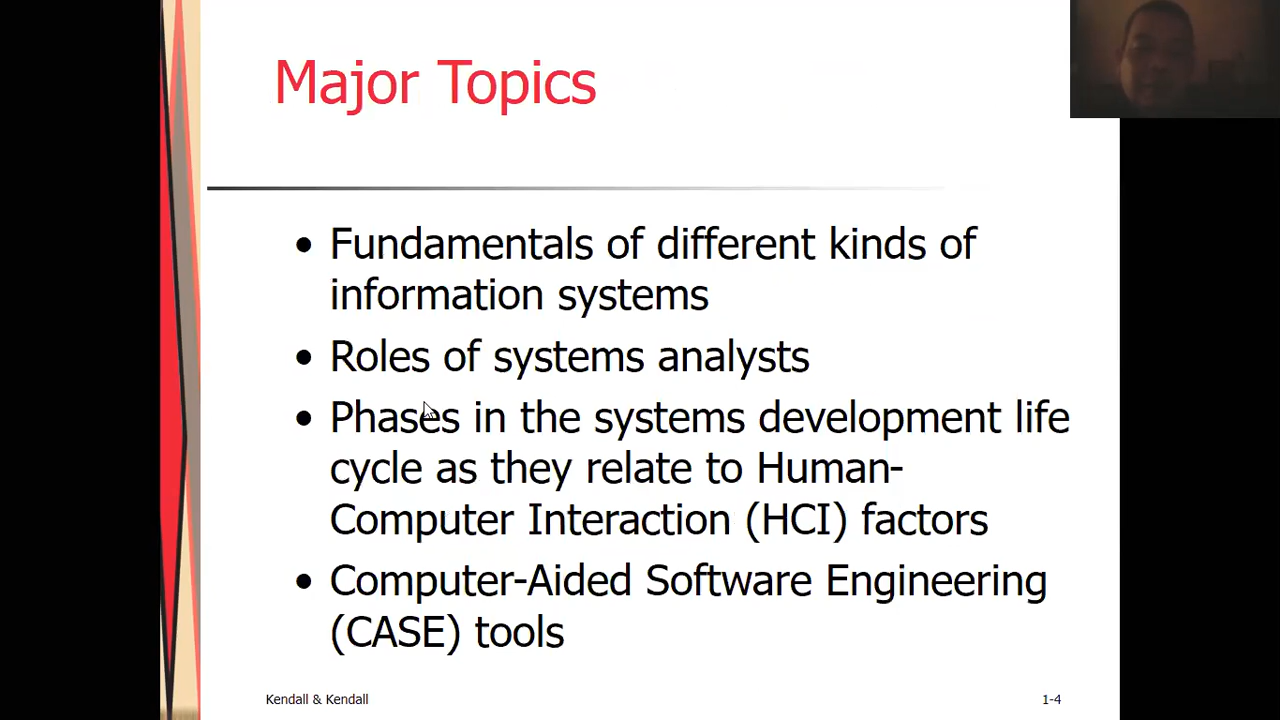 Major Topics
• Fundamentals of different kinds of
information systems
• Roles of systems analysts
• Phases in the systems development life
cycle as they relate to Human-
Computer Interaction (HCI) factors
• Computer-Aided Software Engineering
(CASE) tools
Kendall & Kendall
1-4